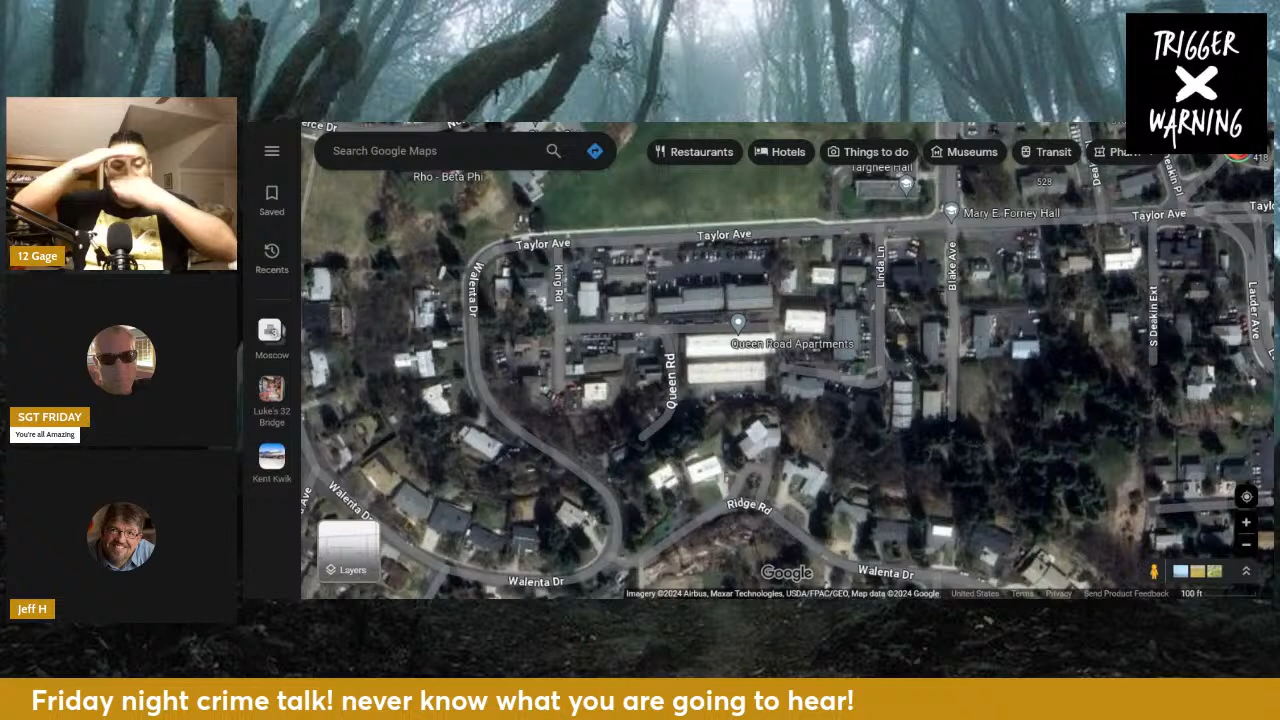 TRIGGER
X
WARNING
12 Gage
SGT FRIDAY
You're all Amazing
Jeff H
Saved
Recents
Moscow
Luke's 32
Bridge
Kent Kwik
Search Google Maps
Restaurants
Hotels
Things to do
Museums
Transit
erce Dr
Rho - Beta Phi
Targhee Hall
528
418
Mary E. Forney Hall
Taylor Ave
Taylor Ave
Taylor Ave
Walenta Dr
King Rd
Linda Ln
Blake Ave
S Deakin Ext
Lauder Ave
Queen Road Apartments
Queen Rd
Ridge Rd
Walenta Dr
Walenta Dr
Layers
Google
Imagery ©2024 Airbus, Maxar Technologies, USDA/FPAC/GEO, Map data ©2024 Google
United States
Terms
Privacy
Send Product Feedback
100 ft
Friday night crime talk! never know what you are going to hear!